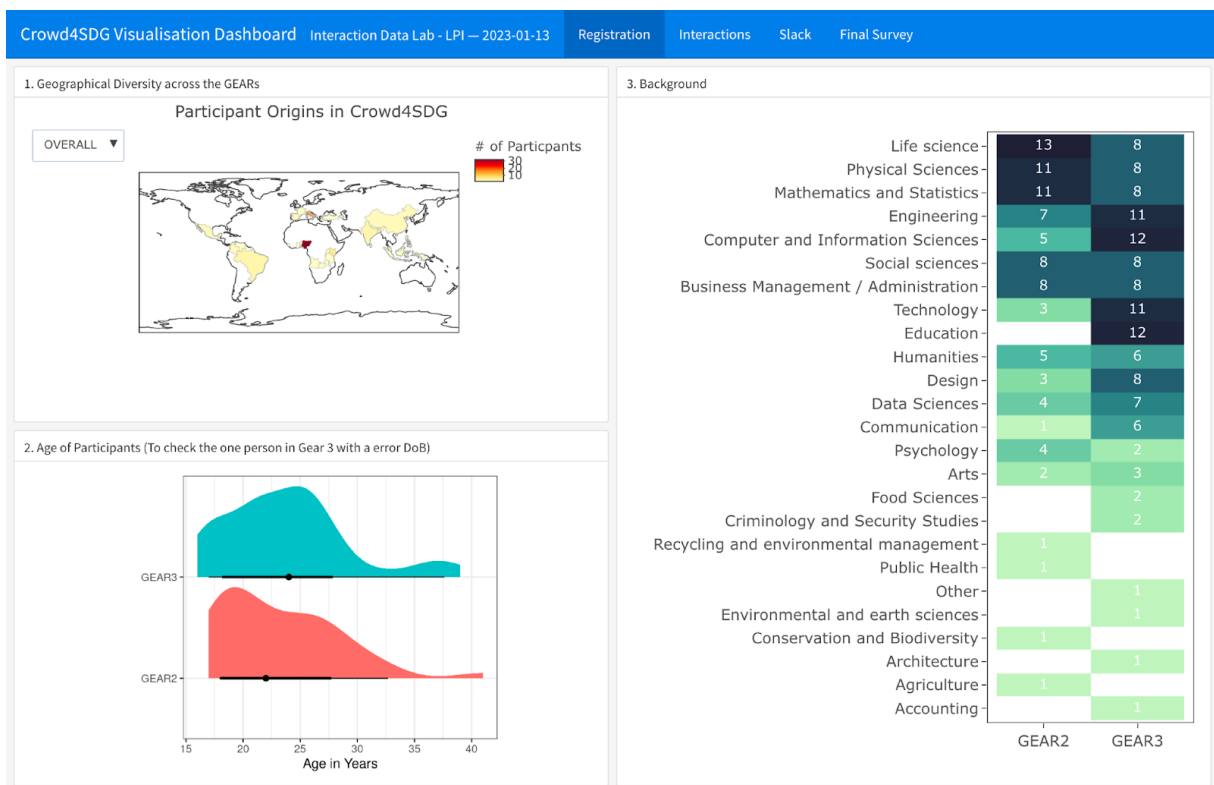 Crowd4SDG Visualisation Dashboard Interaction Data Lab - LPI — 2023-01-13 Registration Interactions Slack Final Survey
1. Geographical Diversity across the GEARs
Participant Origins in Crowd4SDG
OVERALL ▼
# of Particpants
30
20
10
2. Age of Participants (To check the one person in Gear 3 with a error DoB)
GEAR3
GEAR2
15 20 25 30 35 40
Age in Years
3. Background
Life science 13 8
Physical Sciences 11 8
Mathematics and Statistics 11 8
Engineering 7 11
Computer and Information Sciences 5 12
Social sciences 8 8
Business Management / Administration 8 8
Technology 3 11
Education 12
Humanities 5 6
Design 3 8
Data Sciences 4 7
Communication 1 6
Psychology 4 2
Arts 2 3
Food Sciences 2
Criminology and Security Studies 2
Recycling and environmental management 1
Public Health 1
Other 1
Environmental and earth sciences 1
Conservation and Biodiversity 1
Architecture 1
Agriculture 1
Accounting 1
GEAR2 GEAR3